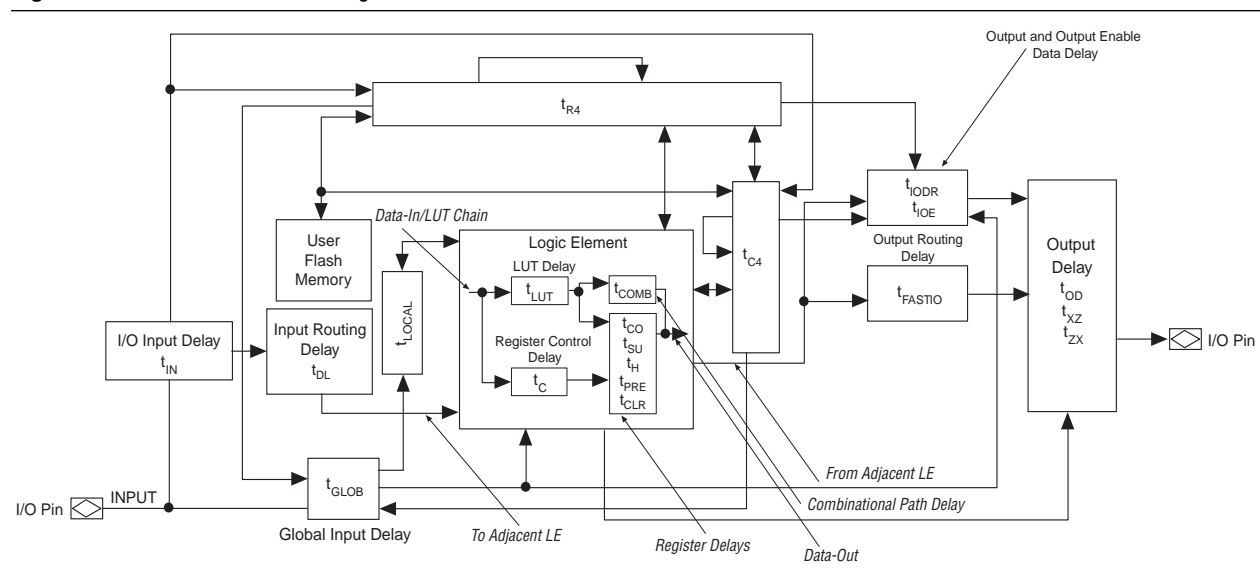 Output and Output Enable
Data Delay
tR4
tIODR
tIOE
Data-In/LUT Chain
User
Flash
Memory
Logic Element
tC4
Output Routing
Delay
Output
Delay
tOD
tXZ
tZX
LUT Delay
tLUT
tCOMB
tFASTIO
tLOCAL
I/O Input Delay
tIN
Input Routing
Delay
tDL
Register Control
Delay
tC
tCO
tSU
tH
tPRE
tCLR
I/O Pin
From Adjacent LE
tGLOB
I/O Pin
INPUT
Combinational Path Delay
Global Input Delay
To Adjacent LE
Register Delays
Data-Out